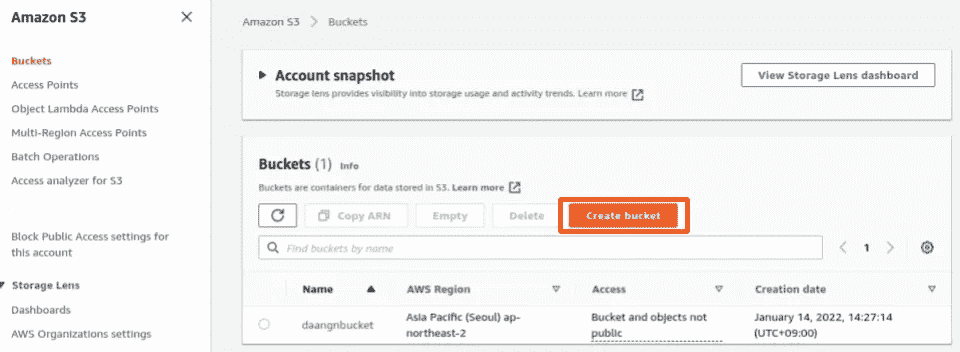 Amazon S3
Buckets
Access Points
Object Lambda Access Points
Multi-Region Access Points
Batch Operations
Access analyzer for S3
Block Public Access settings for
this account
Storage Lens
Dashboards
AWS Organizations settings
Amazon S3 > Buckets
Account snapshot
View Storage Lens dashboard
Storage lens provides visibility into storage usage and activity trends. Learn more
Buckets (1) Info
Buckets are containers for data stored in S3. Learn more
Copy ARN Empty Delete Create bucket
Find buckets by name
1
Name AWS Region Access Creation date
daangnbucket Asia Pacific (Seoul) ap- Bucket and objects not January 14, 2022, 14:27:14
northeast-2 public (UTC+09:00)